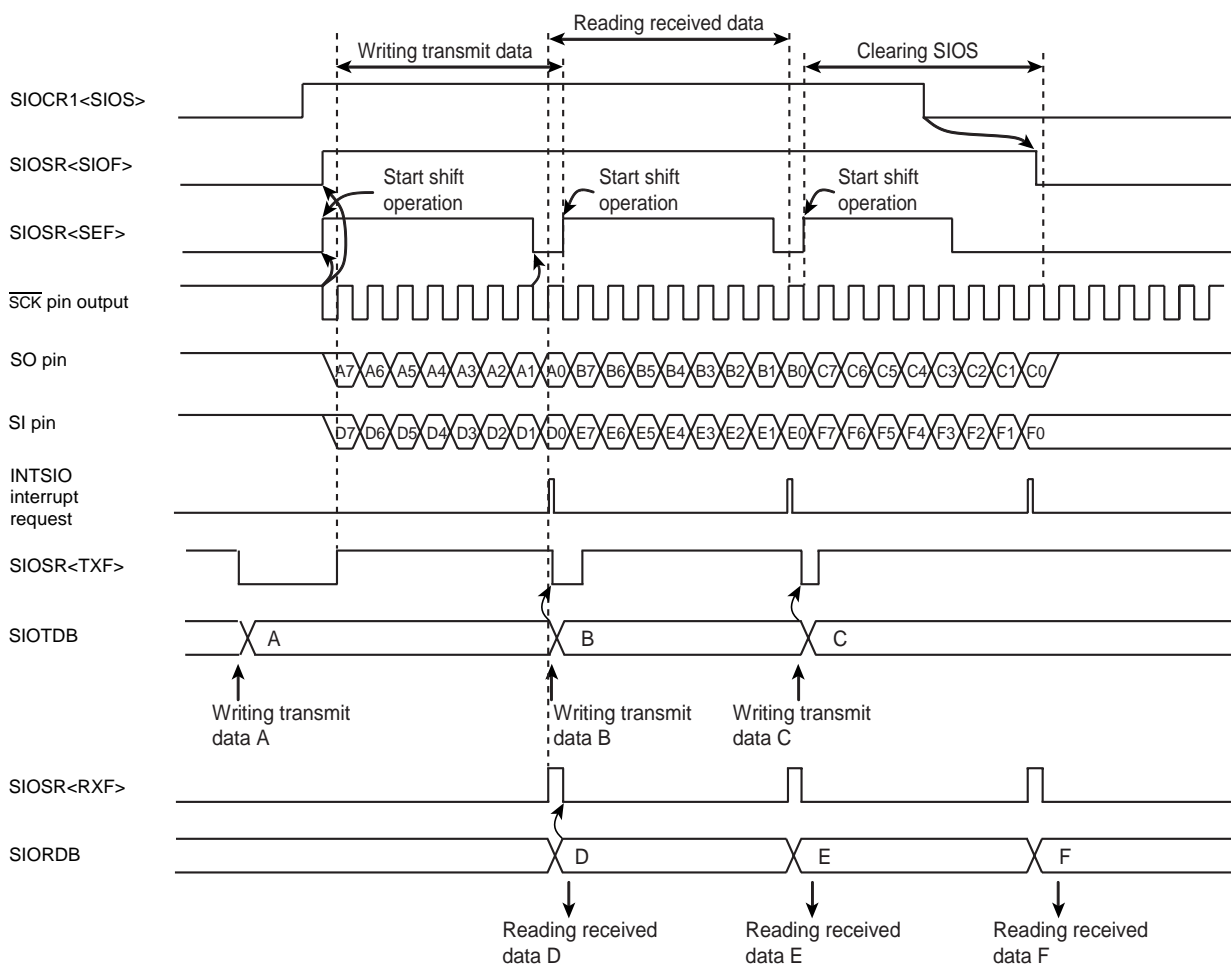 Reading received data
Writing transmit data
Clearing SIOS
SIOCR1<SIOS>
SIOSR<SIOF>
Start shift
operation
Start shift
operation
Start shift
operation
SIOSR<SEF>
SCK pin output
SO pin
A7 A6 A5 A4 A3 A2 A1 A0 B7 B6 B5 B4 B3 B2 B1 B0 C7 C6 C5 C4 C3 C2 C1 C0
SI pin
D7 D6 D5 D4 D3 D2 D1 D0 E7 E6 E5 E4 E3 E2 E1 E0 F7 F6 F5 F4 F3 F2 F1 F0
INTSIO
interrupt
request
SIOSR<TXF>
SIOTDB
A B C
Writing transmit
data A
Writing transmit
data B
Writing transmit
data C
SIOSR<RXF>
SIORDB
D E F
Reading received
data D
Reading received
data E
Reading received
data F